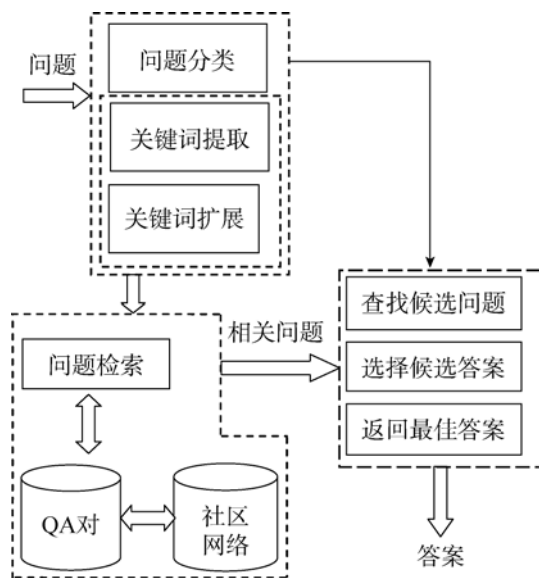 问题
问题分类
关键词提取
关键词扩展
查找候选问题
相关问题
问题检索
选择候选答案
返回最佳答案
QA对
社区
网络
答案